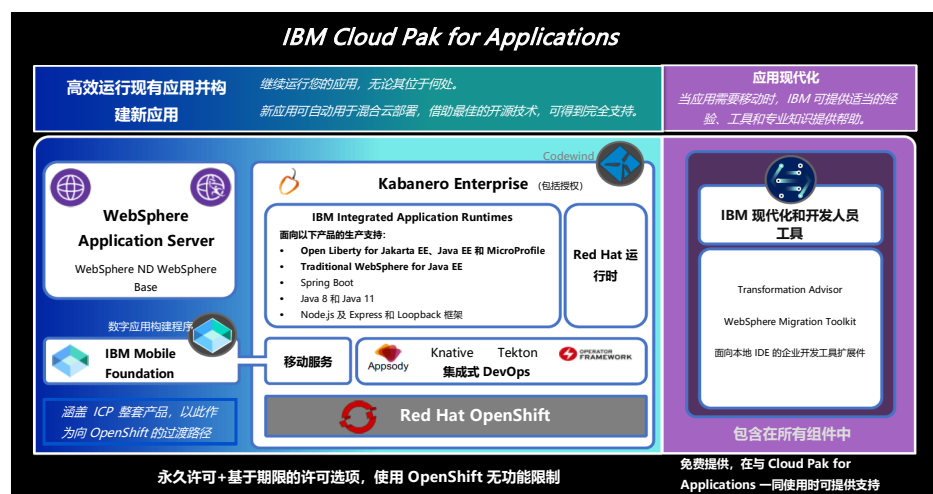 IBM Cloud Pak for Applications
高效运行现有应用并构
建新应用
继续运行您的应用，无论其位于何处。
新应用可自动用于混合云部署，借助最佳的开源技术，可得到完全支持。
应用现代化
当应用需要移动时，IBM 可提供适当的经
验、工具和专业知识提供帮助。
Codewind
WebSphere
Application Server
WebSphere ND WebSphere
Base
数字应用构建程序
IBM Mobile
Foundation
涵盖 ICP 整套产品，以此作
为向 OpenShift 的过渡路径
Kabanero Enterprise (包括授权)
IBM Integrated Application Runtimes
面向以下产品的生产支持：
• Open Liberty for Jakarta EE、Java EE 和 MicroProfile
• Traditional WebSphere for Java EE
• Spring Boot
• Java 8 和 Java 11
• Node.js 及 Express 和 Loopback 框架
Red Hat 运
行时
移动服务
Appsody
Knative Tekton
集成式 DevOps
OPERATOR
FRAMEWORK
Red Hat OpenShift
IBM 现代化和开发人员
工具
Transformation Advisor
WebSphere Migration Toolkit
面向本地 IDE 的企业开发工具扩展件
包含在所有组件中
永久许可+基于期限的许可选项，使用 OpenShift 无功能限制
免费提供，在与 Cloud Pak for
Applications 一同使用时可提供支持